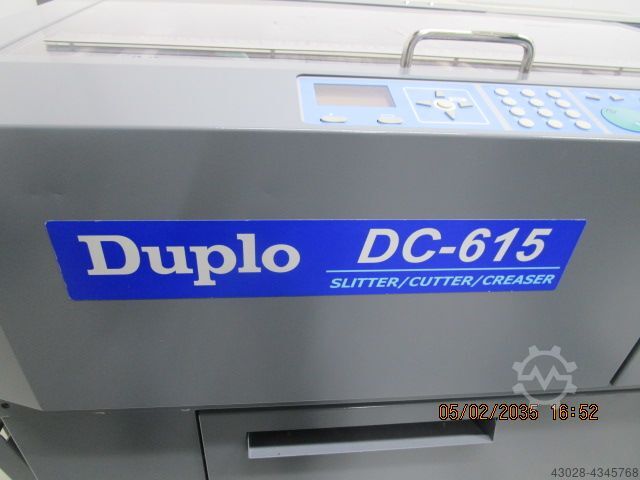 Duplo
DC-615
SLITTER/CUTTER/CREASER
05/02/2035 16:52
43028-4345768